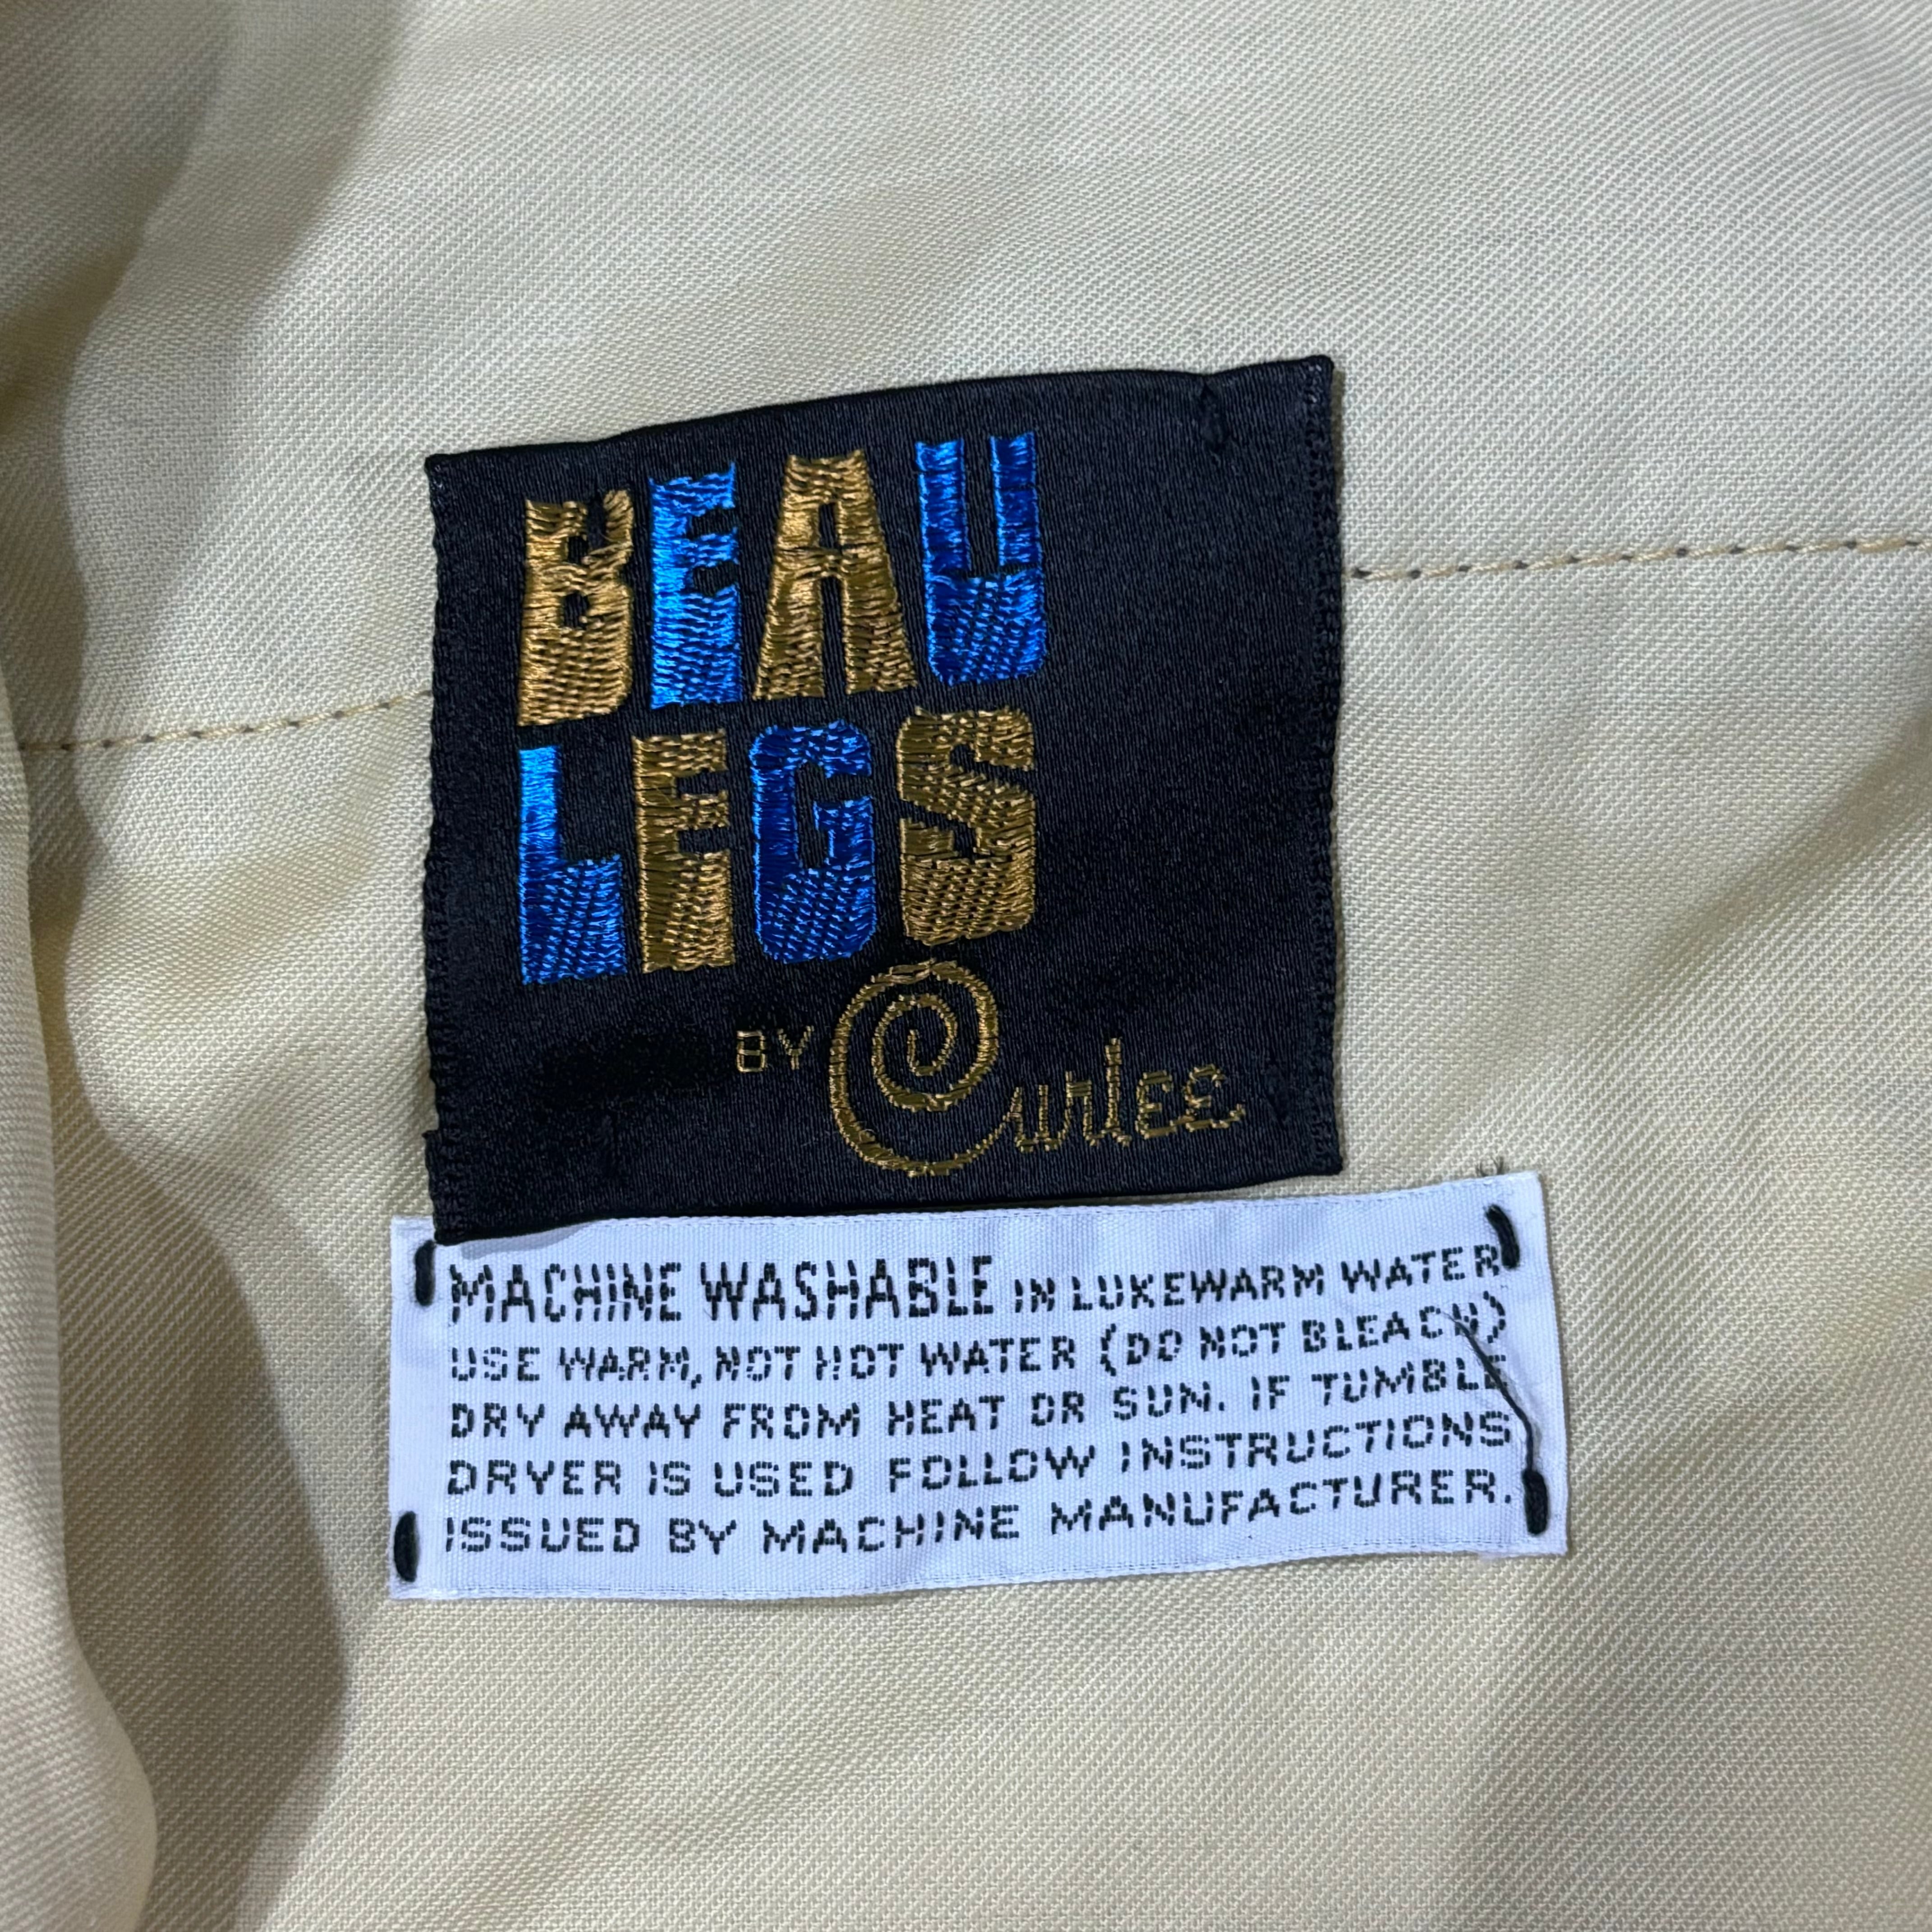 BEAU
LEGS
BY Curlee
MACHINE WASHABLE IN LUKEWARM WATER
USE WARM, NOT HOT WATER (DO NOT BLEACH)
DRY AWAY FROM HEAT OR SUN. IF TUMBLE
DRYER IS USED FOLLOW INSTRUCTIONS
ISSUED BY MACHINE MANUFACTURER.